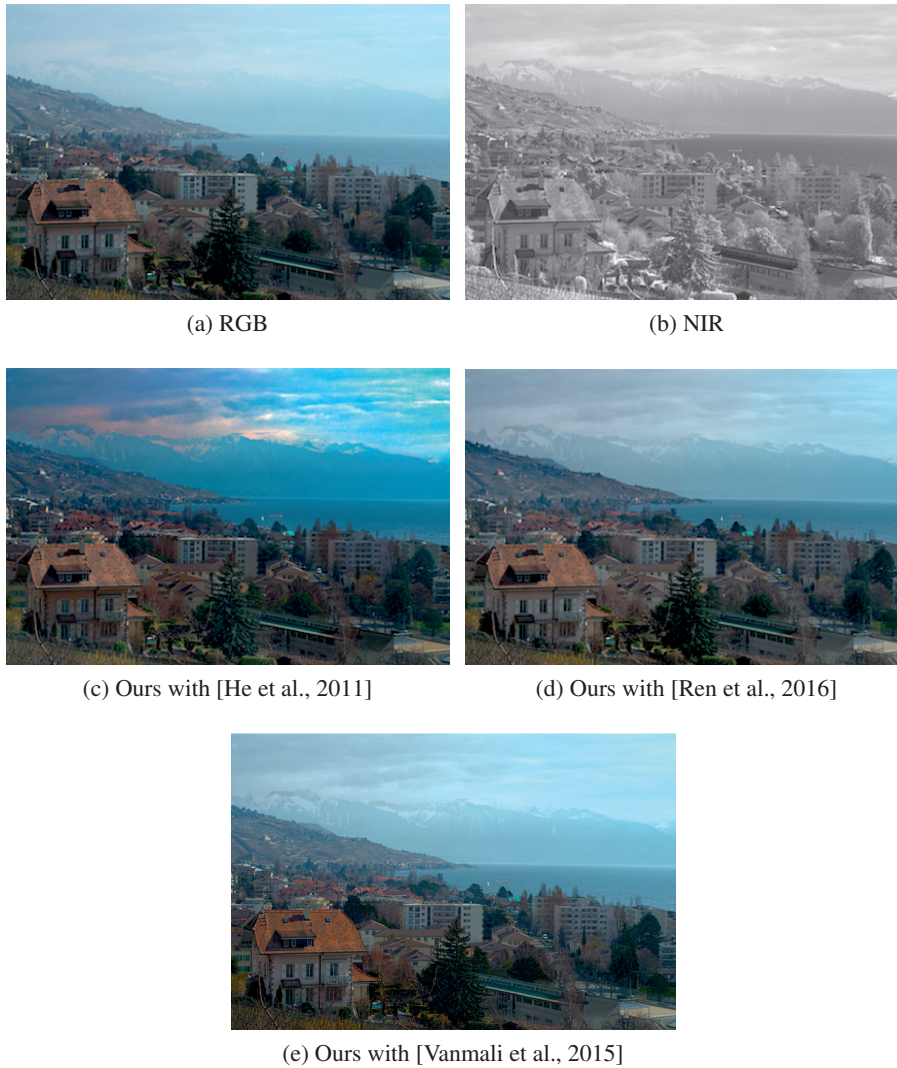 (a) RGB
(b) NIR
(c) Ours with [He et al., 2011]
(d) Ours with [Ren et al., 2016]
(e) Ours with [Vanmali et al., 2015]